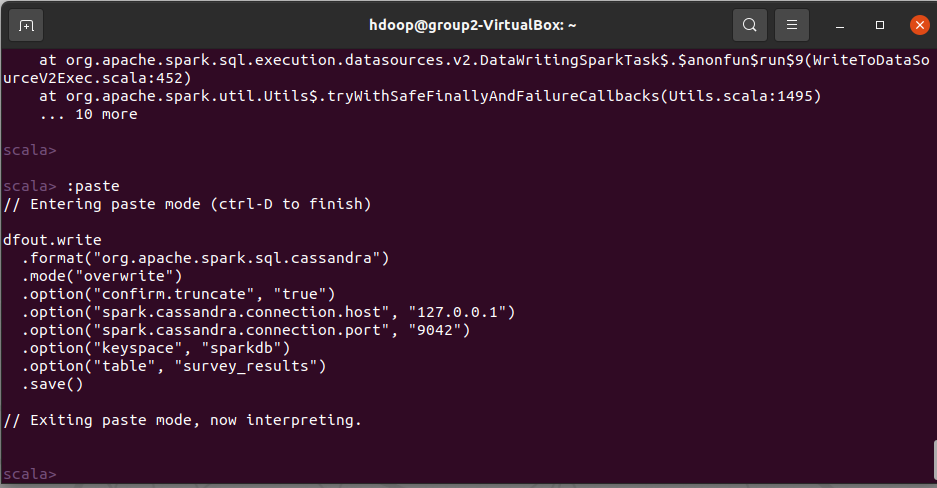 hdoop@group2-VirtualBox: ~
    at org.apache.spark.sql.execution.datasources.v2.DataWritingSparkTask$.$anonfun$run$9(WriteToDataSo
urceV2Exec.scala:452)
    at org.apache.spark.util.Utils$.tryWithSafeFinallyAndFailureCallbacks(Utils.scala:1495)
    ... 10 more
scala>
scala> :paste
// Entering paste mode (ctrl-D to finish)
dfout.write
  .format("org.apache.spark.sql.cassandra")
  .mode("overwrite")
  .option("confirm.truncate", "true")
  .option("spark.cassandra.connection.host", "127.0.0.1")
  .option("spark.cassandra.connection.port", "9042")
  .option("keyspace", "sparkdb")
  .option("table", "survey_results")
  .save()
// Exiting paste mode, now interpreting.
scala>